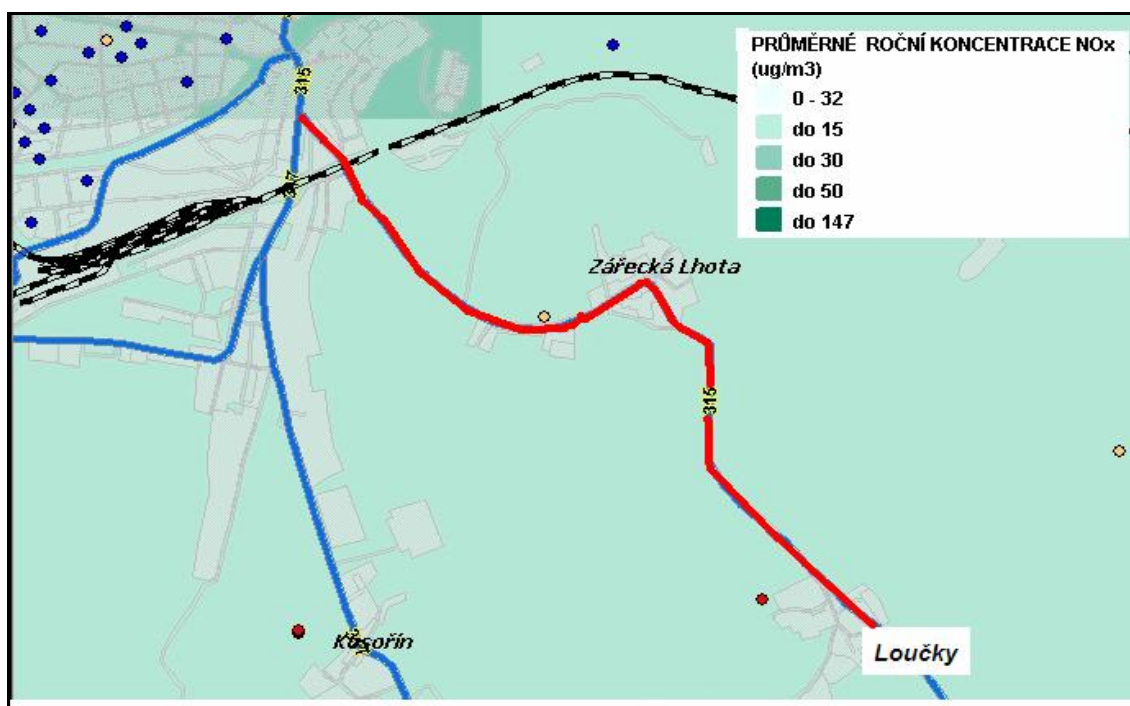 PRŮMĚRNÉ ROČNÍ KONCENTRACE NOx
(ug/m3)
0 - 32
do 15
do 30
do 50
do 147
315
Zářecká Lhota
315
Kosořín
Loučky